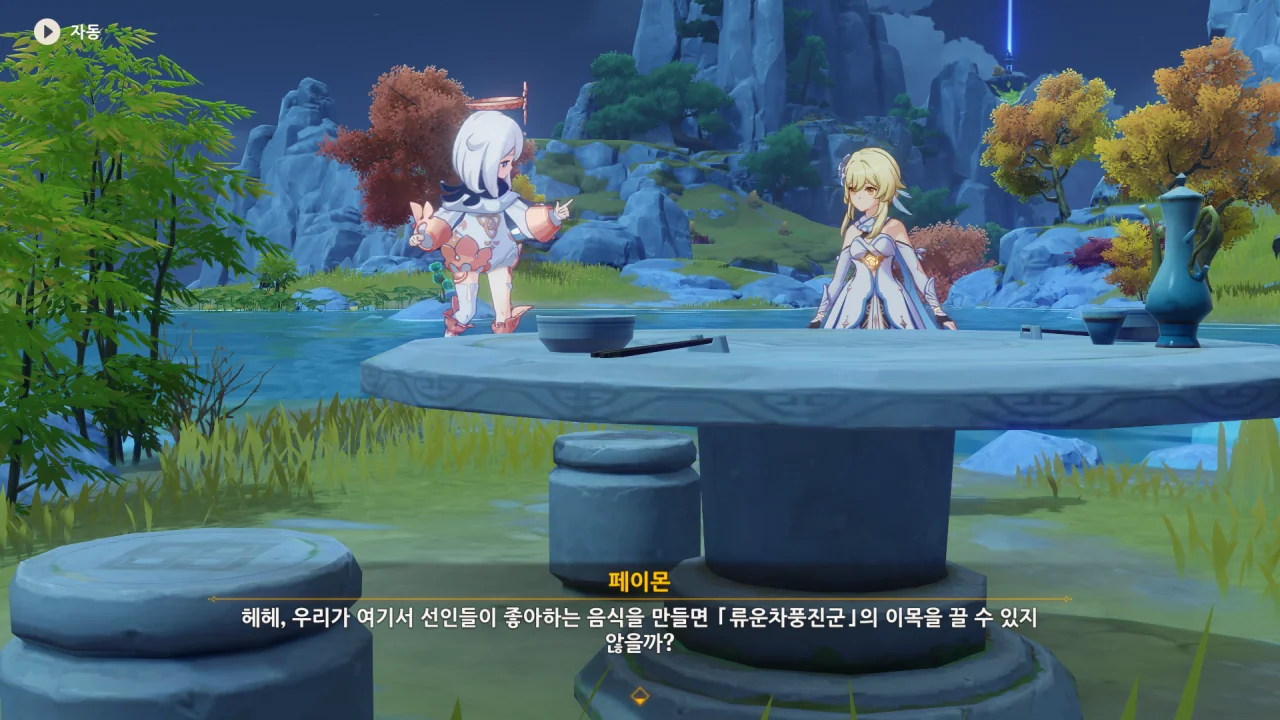 자동
페이몬
헤헤, 우리가 여기서 선인들이 좋아하는 음식을 만들면 「류운차풍진군」의 이목을 끌 수 있지
않을까?